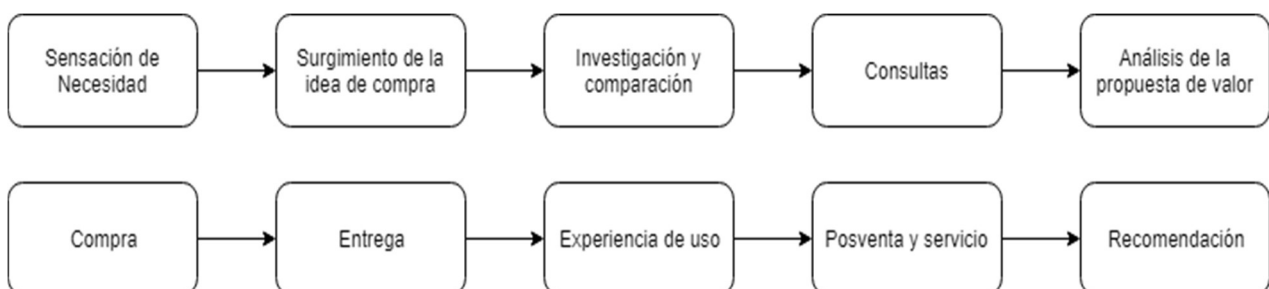 Sensación de
Necesidad
Surgimiento de la
idea de compra
Investigación y
comparación
Consultas
Análisis de la
propuesta de valor
Compra
Entrega
Experiencia de uso
Posventa y servicio
Recomendación